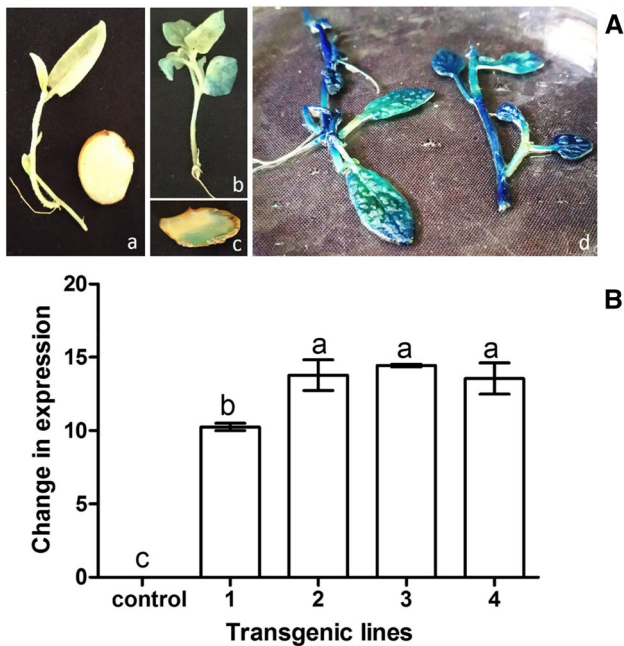 A
a
b
c
d
B
Change in expression
20
15
10
5
0
c
b
a
a
a
control 1 2 3 4
Transgenic lines